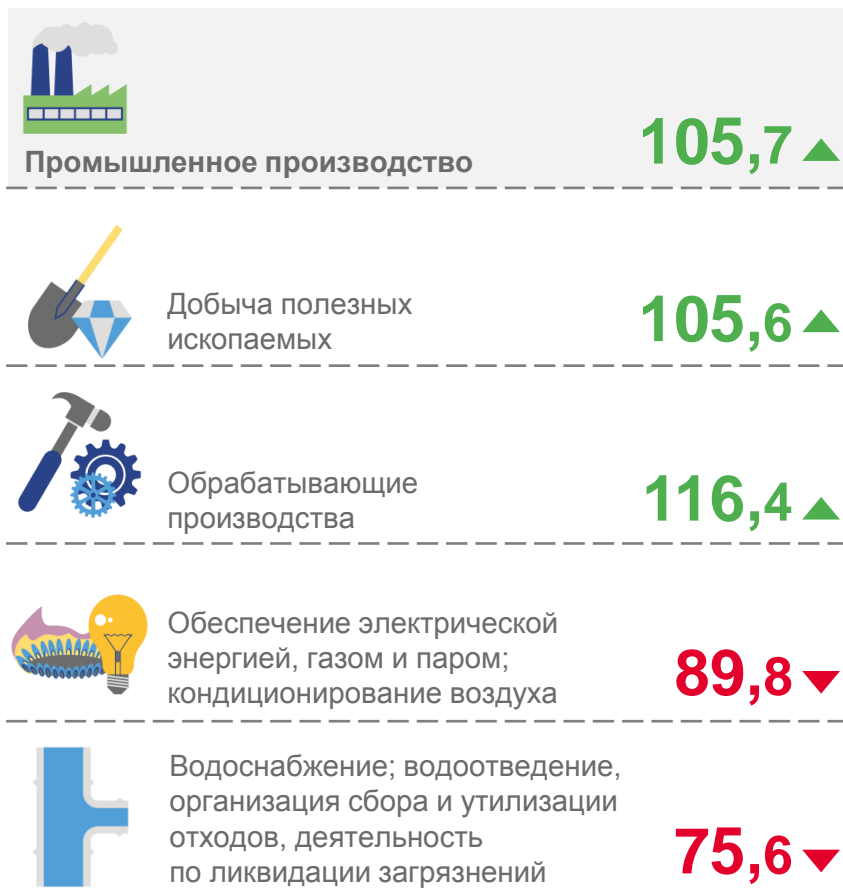 Промышленное производство
105,7
Добыча полезных
ископаемых
105,6
Обрабатывающие
производства
116,4
Обеспечение электрической
энергией, газом и паром;
кондиционирование воздуха
89,8
Водоснабжение; водоотведение,
организация сбора и утилизации
отходов, деятельность
по ликвидации загрязнений
75,6